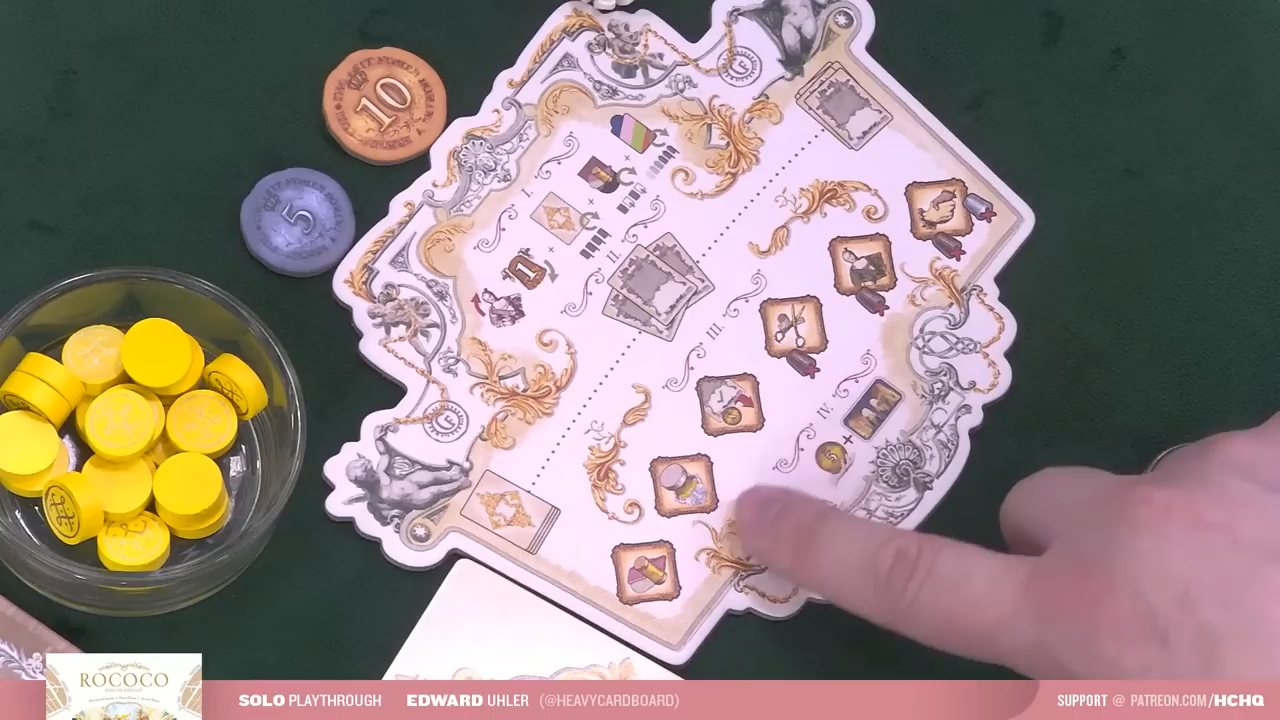 10
5
I.
II.
1
III.
IV.
5
ROCOCO
SOLO PLAYTHROUGH
EDWARD UHLER (@HEAVYCARDBOARD)
SUPPORT @ PATREON.COM/HCHQ